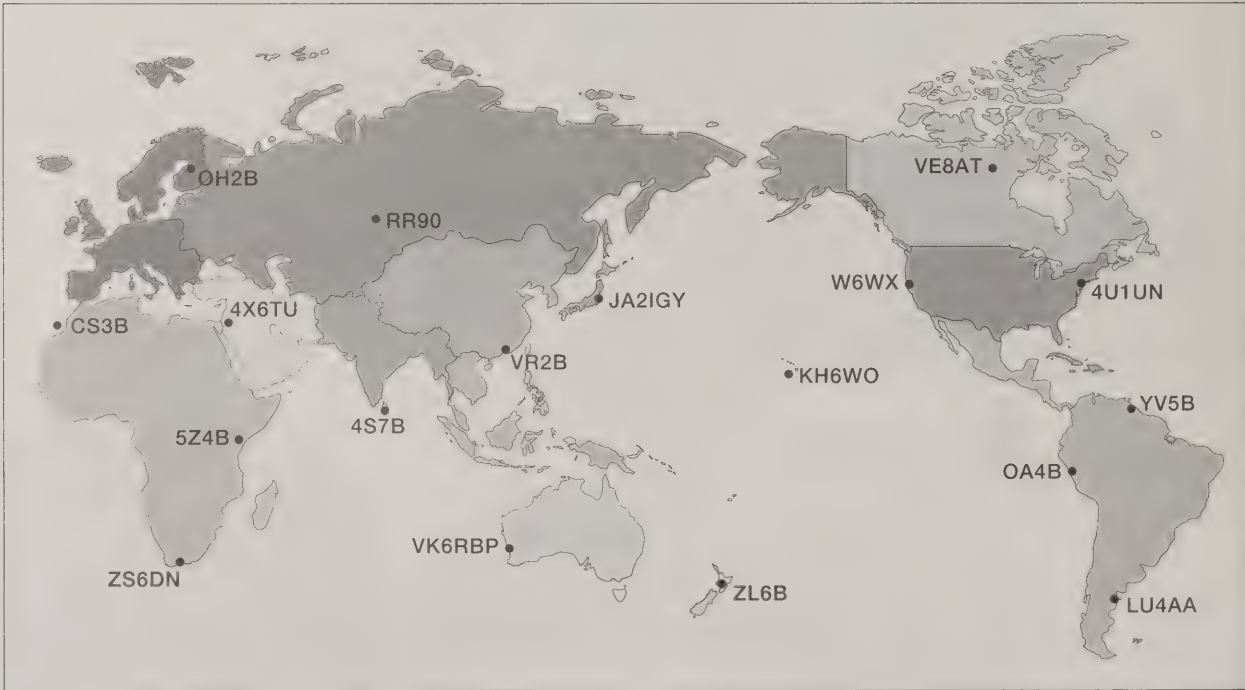 VE8AT
OH2B
RR90
W6WX
4U1UN
JA2IGY
4X6TU
CS3B
VR2B
KH6WO
YV5B
4S7B
5Z4B
OA4B
VK6RBP
ZS6DN
ZL6B
LU4AA